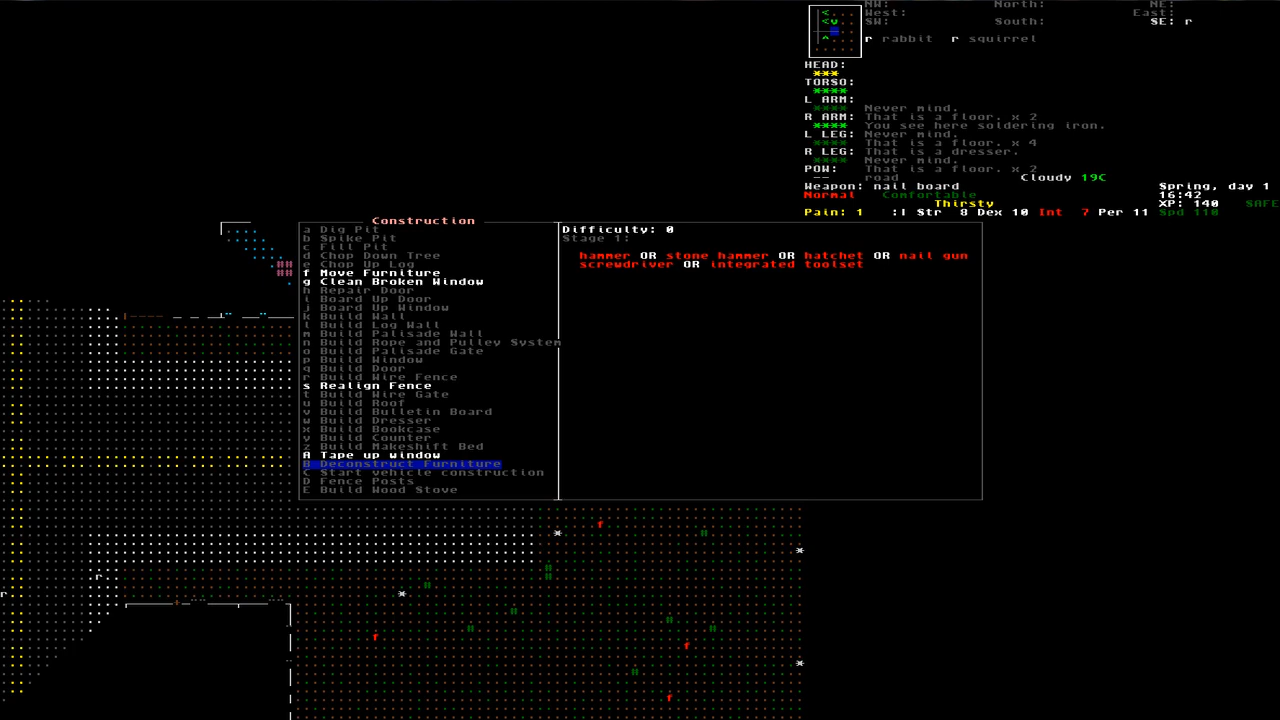 NW: North: NE:
West: East:
SW: South: SE: r
r rabbit r squirrel
HEAD:
***
TORSO:
****
L ARM:
**** Never mind.
R ARM: That is a floor. x 2
**** You see here soldering iron.
L LEG: Never mind.
**** That is a floor. x 4
R LEG: That is a dresser.
**** Never mind.
POW: That is a floor. x 2
-- road Cloudy 19C
Weapon: nail board Spring, day 1
Normal Comfortable 16:42
Thirsty XP: 140 SAFE
Pain: 1 :| Str 8 Dex 10 Int 7 Per 11 Spd 110
Construction
a Dig Pit
b Spike Pit
c Fill Pit
d Chop Down Tree
e Chop Up Log
f Move Furniture
g Clean Broken Window
h Repair Door
i Board Up Door
j Board Up Window
k Build Wall
l Build Log Wall
m Build Palisade Wall
n Build Rope and Pulley System
o Build Palisade Gate
p Build Window
q Build Door
r Build Wire Fence
s Realign Fence
t Build Wire Gate
u Build Roof
v Build Bulletin Board
w Build Dresser
x Build Bookcase
y Build Counter
z Build Makeshift Bed
A Tape up window
B Deconstruct Furniture
C Start vehicle construction
D Fence Posts
E Build Wood Stove
Difficulty: 0
Stage 1:
hammer OR stone hammer OR hatchet OR nail gun
screwdriver OR integrated toolset